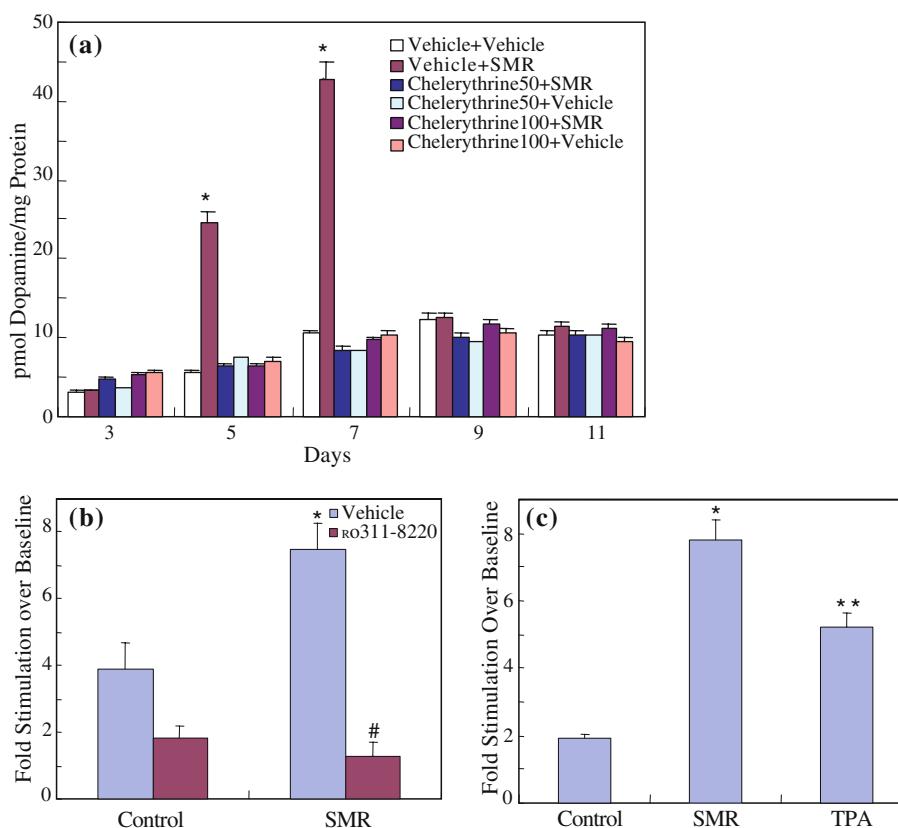 (a)
50
40
30
20
10
0
pmol Dopamine/mg Protein
*
*
Vehicle+Vehicle
Vehicle+SMR
Chelerythrine50+SMR
Chelerythrine50+Vehicle
Chelerythrine100+SMR
Chelerythrine100+Vehicle
3 5 7 9 11
Days
(b)
8
6
4
2
0
Fold Stimulation over Baseline
Vehicle
RO311-8220
*
#
Control SMR
(c)
8
6
4
2
0
Fold Stimulation Over Baseline
*
**
Control SMR TPA